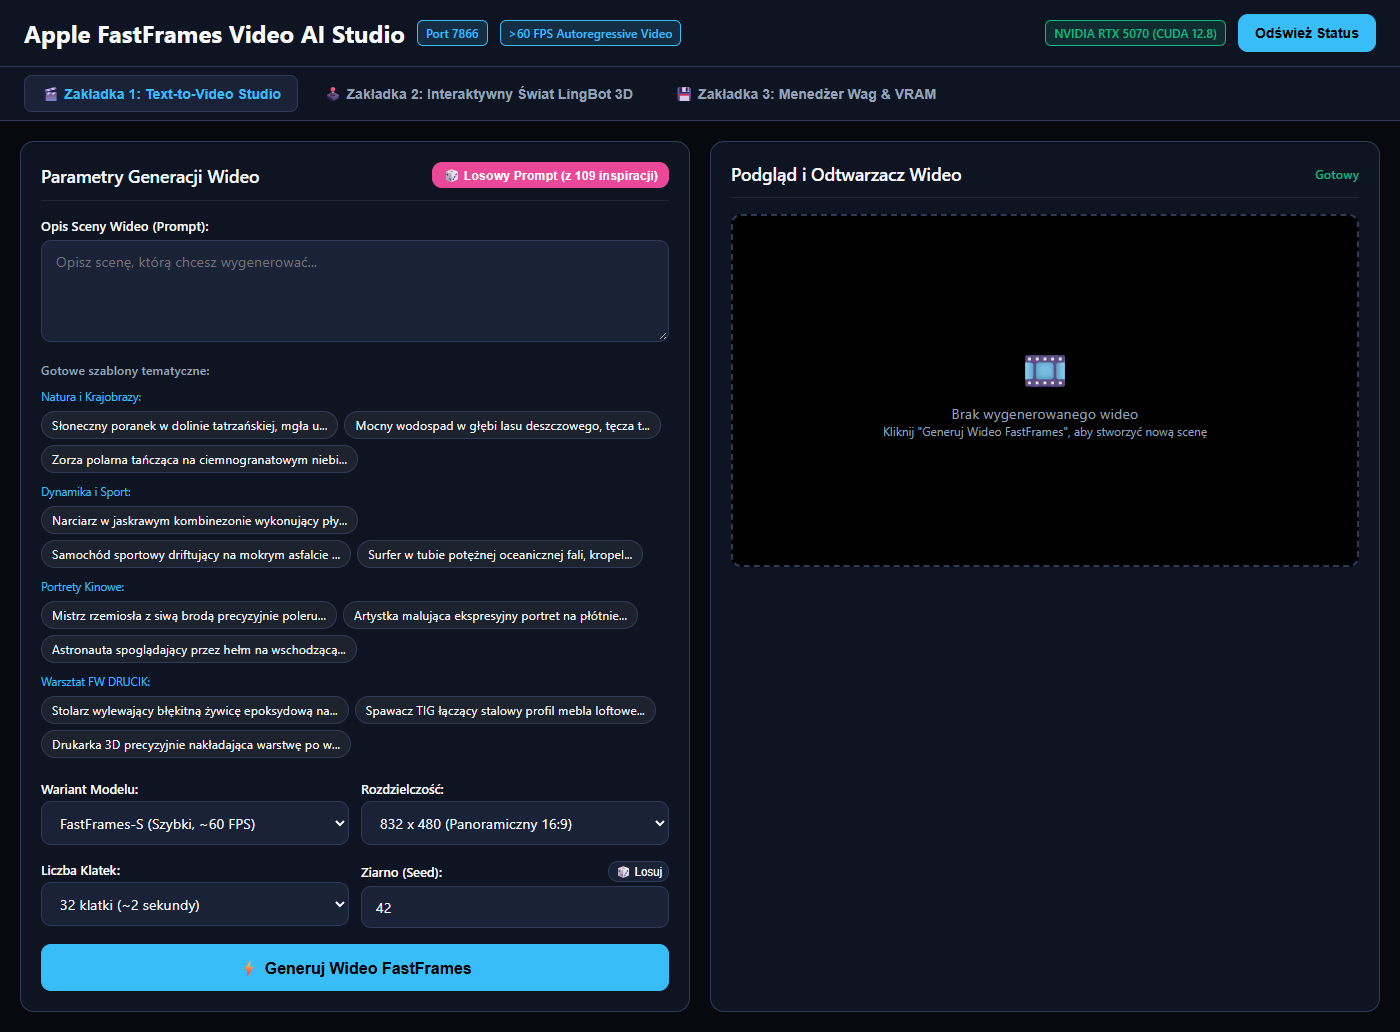 Apple FastFrames Video AI Studio
Port 7866
>60 FPS Autoregressive Video
NVIDIA RTX 5070 (CUDA 12.8)
Odśwież Status
Zakładka 1: Text-to-Video Studio
Zakładka 2: Interaktywny Świat LingBot 3D
Zakładka 3: Menedżer Wag & VRAM
Parametry Generacji Wideo
Losowy Prompt (z 109 inspiracji)
Opis Sceny Wideo (Prompt):
Opisz scenę, którą chcesz wygenerować...
Gotowe szablony tematyczne:
Natura i Krajobrazy:
Słoneczny poranek w dolinie tatrzańskiej, mgła u...
Mocny wodospad w głębi lasu deszczowego, tęcza t...
Zorza polarna tańcząca na ciemnogranatowym niebi...
Dynamika i Sport:
Narciarz w jaskrawym kombinezonie wykonujący pły...
Samochód sportowy driftujący na mokrym asfalcie ...
Surfer w tubie potężnej oceanicznej fali, kropel...
Portrety Kinowe:
Mistrz rzemiosła z siwą brodą precyzyjnie poleru...
Artystka malująca ekspresyjny portret na płótnie...
Astronauta spoglądający przez hełm na wschodzącą...
Warsztat FW DRUCIK:
Stolarz wylewający błękitną żywicę epoksydową na...
Spawacz TIG łączący stalowy profil mebla loftowe...
Drukarka 3D precyzyjnie nakładająca warstwę po w...
Wariant Modelu:
FastFrames-S (Szybki, ~60 FPS)
Rozdzielczość:
832 x 480 (Panoramiczny 16:9)
Liczba Klatek:
32 klatki (~2 sekundy)
Ziarno (Seed):
Losuj
42
Generuj Wideo FastFrames
Podgląd i Odtwarzacz Wideo
Gotowy
Brak wygenerowanego wideo
Kliknij "Generuj Wideo FastFrames", aby stworzyć nową scenę